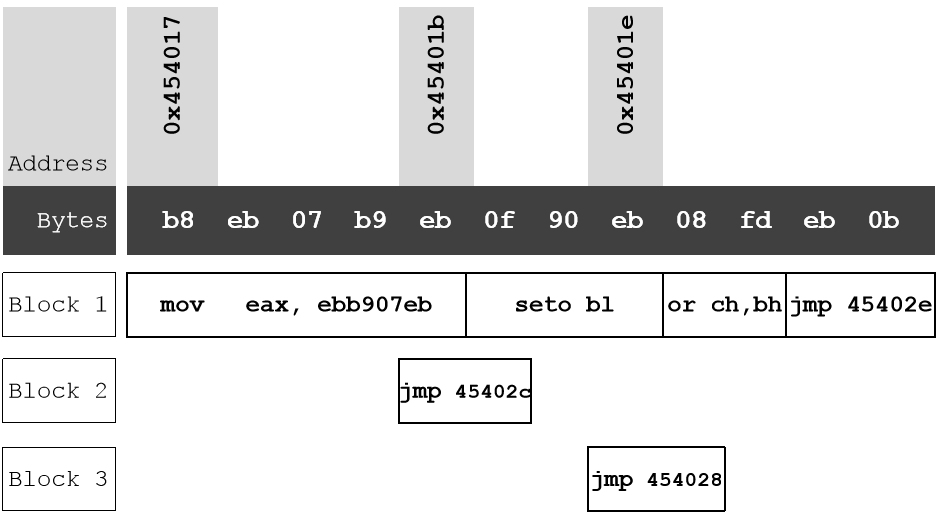 Address 0x454017 0x45401b 0x45401e
Bytes b8 eb 07 b9 eb 0f 90 eb 08 fd eb 0b
Block 1 mov eax, ebb907eb seto bl or ch,bh jmp 45402e
Block 2 jmp 45402c
Block 3 jmp 454028